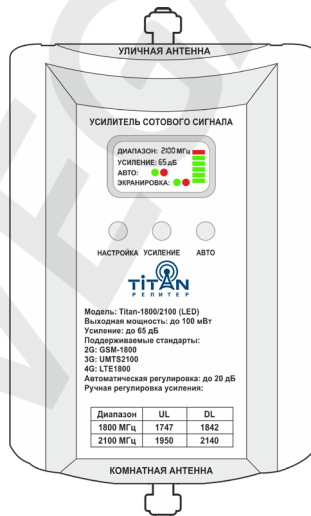 УЛИЧНАЯ АНТЕННА
УСИЛИТЕЛЬ СОТОВОГО СИГНАЛА
ДИАПАЗОН: 2100 МГц
УСИЛЕНИЕ: 65 дБ
АВТО:
ЭКРАНИРОВКА:
НАСТРОЙКА УСИЛЕНИЕ АВТО
TITAN
РЕПИТЕР
Модель: Titan-1800/2100 (LED)
Выходная мощность: до 100 мВт
Усиление: до 65 дБ
Поддерживаемые стандарты:
2G: GSM-1800
3G: UMTS2100
4G: LTE1800
Автоматическая регулировка: до 20 дБ
Ручная регулировка усиления:
Диапазон UL DL
1800 МГц 1747 1842
2100 МГц 1950 2140
КОМНАТНАЯ АНТЕННА